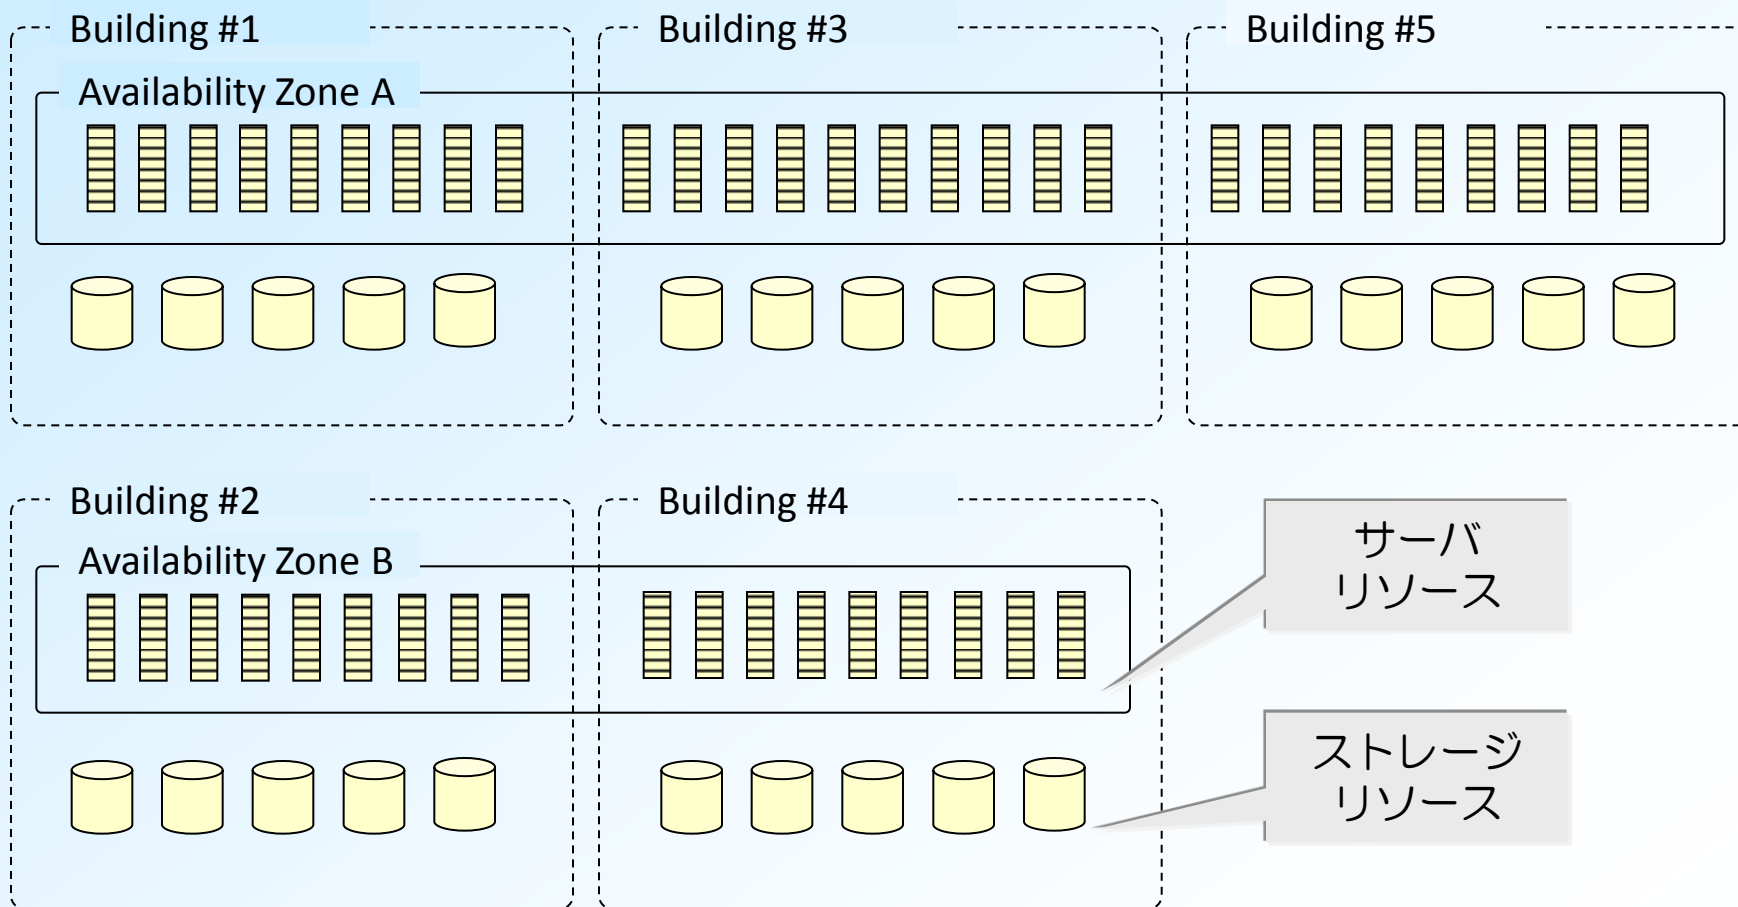 Building #1
Building #3
Building #5
Availability Zone A
Building #2
Building #4
Availability Zone B
サーバ
リソース
ストレージ
リソース